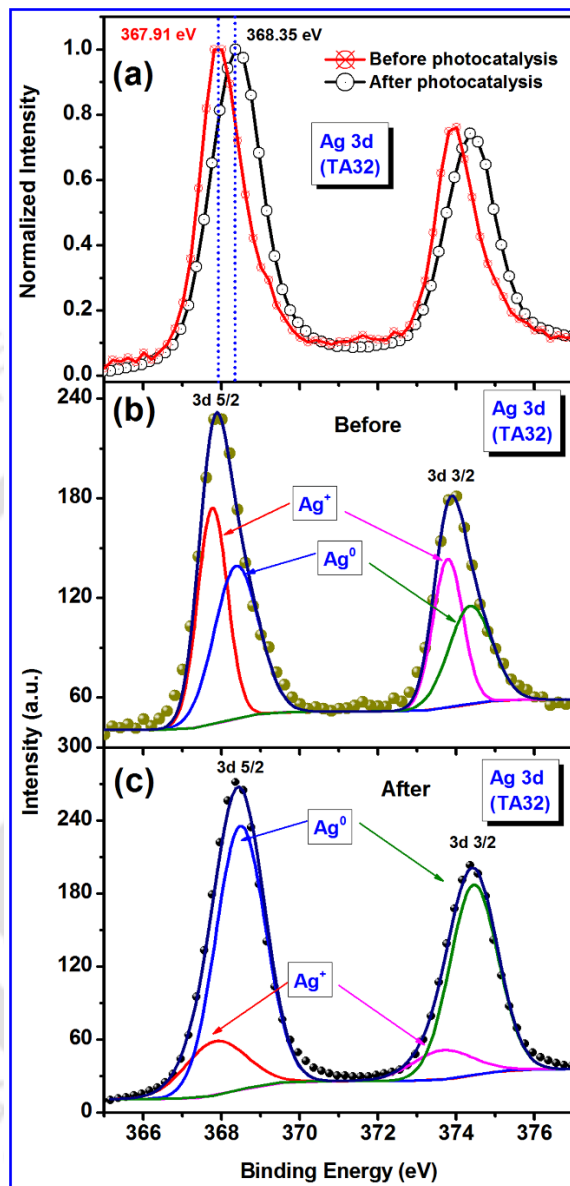 367.91 eV
368.35 eV
1.0
(a)
Before photocatalysis
After photocatalysis
Ag 3d
(TA32)
0.8
0.6
0.4
0.2
0.0
Normalized Intensity
240
(b)
3d 5/2
Before
Ag 3d
(TA32)
3d 3/2
180
Ag⁺
Ag⁰
120
60
300
Intensity (a.u.)
(c)
3d 5/2
After
Ag 3d
(TA32)
240
Ag⁰
3d 3/2
180
120
Ag⁺
60
0
366 368 370 372 374 376
Binding Energy (eV)